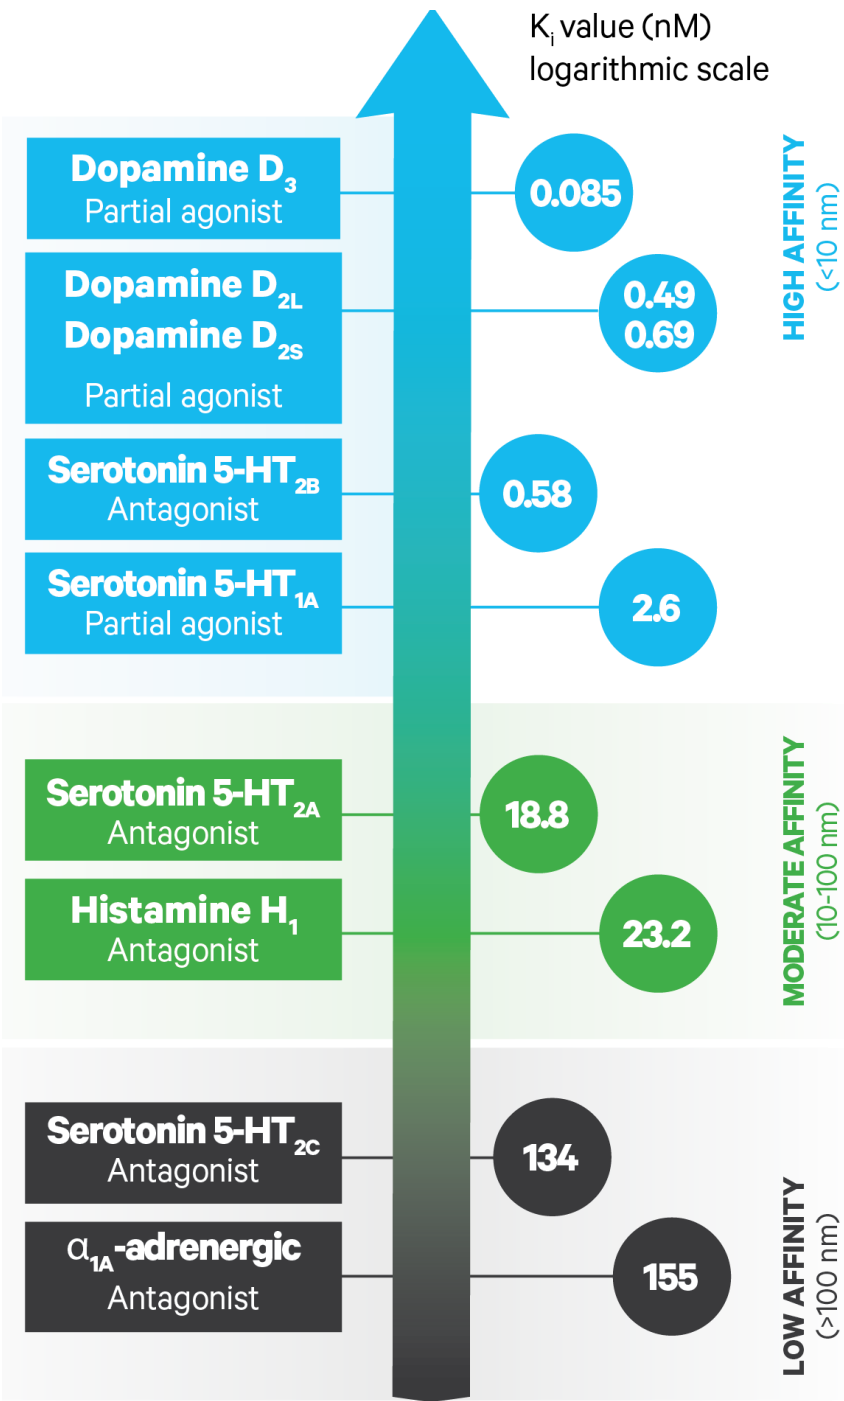 Kᵢ value (nM)
logarithmic scale
Dopamine D₃
Partial agonist
0.085
Dopamine D2L
Dopamine D2S
Partial agonist
0.49
0.69
Serotonin 5-HT2B
Antagonist
0.58
Serotonin 5-HT1A
Partial agonist
2.6
HIGH AFFINITY
(<10 nm)
Serotonin 5-HT2A
Antagonist
18.8
Histamine H₁
Antagonist
23.2
MODERATE AFFINITY
(10-100 nm)
Serotonin 5-HT2C
Antagonist
134
α1A-adrenergic
Antagonist
155
LOW AFFINITY
(>100 nm)